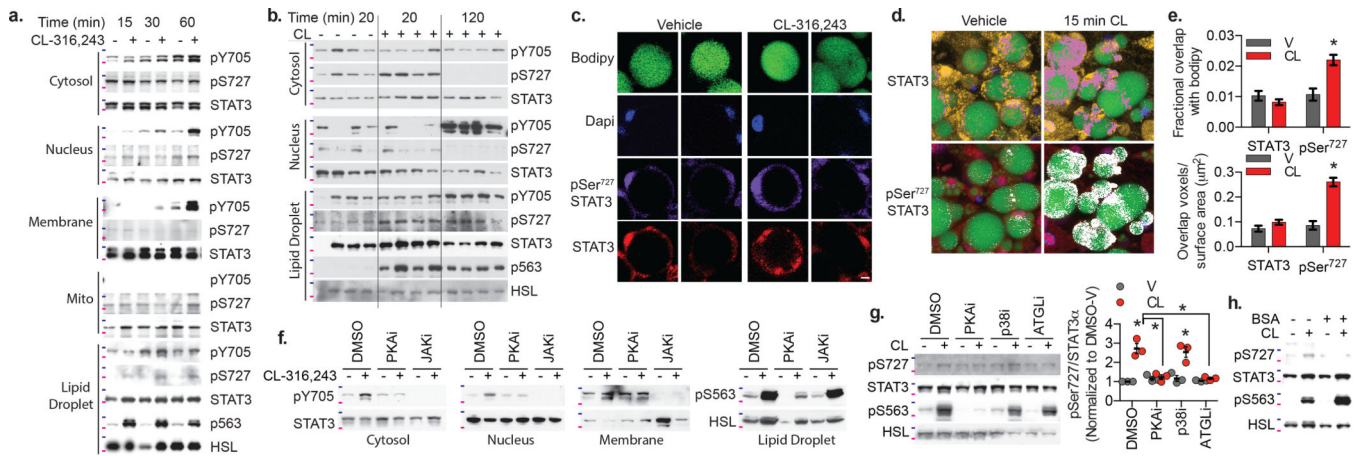 a.
Time (min) 15 30 60
CL-316,243 - + - + - + - +
Cytosol
pY705
pS727
STAT3
Nucleus
pY705
pS727
STAT3
Membrane
pY705
pS727
STAT3
Mito
pY705
pS727
STAT3
Lipid
Droplet
pY705
pS727
STAT3
p563
HSL
b.
Time (min) 20 20 120
CL - - - - + + + + + + + +
Cytosol
pY705
pS727
STAT3
Nucleus
pY705
pS727
STAT3
Lipid Droplet
pY705
pS727
STAT3
p563
HSL
c.
Vehicle CL-316,243
Bodipy
Dapi
pSer727
STAT3
STAT3
d.
Vehicle 15 min CL
STAT3
pSer727
STAT3
e.
Fractional overlap
with bodipy
0.03
0.02
0.01
0.00
V
CL
*
STAT3 pSer727
Overlap voxels/
surface area (µm2)
0.3
0.2
0.1
0.0
V
CL
*
STAT3 pSer727
f.
DMSO PKAi JAKi DMSO PKAi JAKi DMSO PKAi JAKi DMSO PKAi JAKi
CL-316,243 - + - + - + - + - + - + - + - + - + - + - + - +
pY705
STAT3
pS563
HSL
Cytosol Nucleus Membrane Lipid Droplet
g.
DMSO PKAi p38i ATGLi
CL - + - + - + - +
pS727
STAT3
pS563
HSL
V CL
pSer727/STAT3α
(Normalized to DMSO-V)
4
3
2
1
0
* * * *
DMSO PKAi p38i ATGLi
h.
BSA - - + +
CL - + - +
pS727
STAT3
pS563
HSL